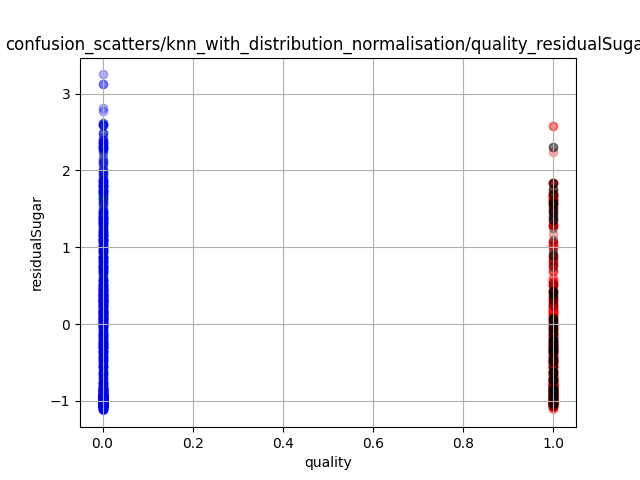 confusion_scatters/knn_with_distribution_normalisation/quality_residualSuga
3
2
1
0
−1
residualSugar
0.0 0.2 0.4 0.6 0.8 1.0
quality